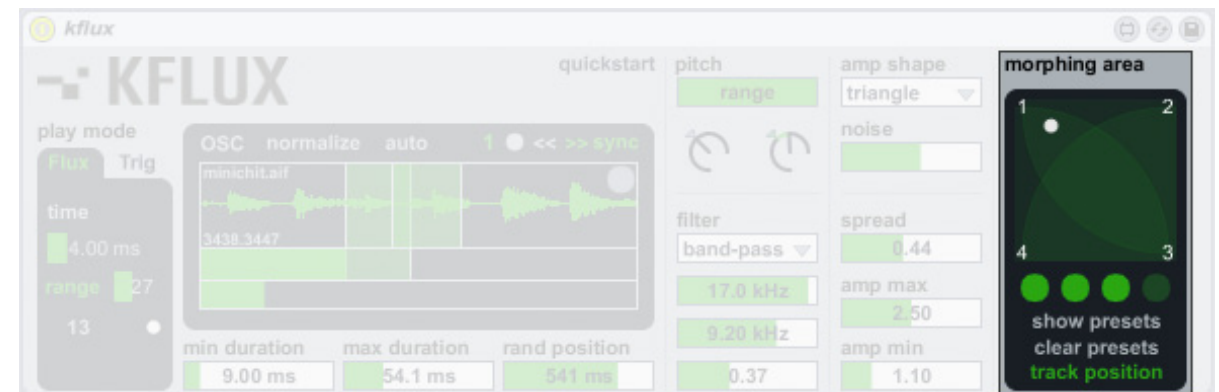 kflux
KFLUX
quickstart
play mode
Flux Trig
time
4.00 ms
range 27
13
OSC normalize auto 1 << >> sync
minichit.aif
3438.3447
min duration max duration rand position
9.00 ms 54.1 ms 541 ms
pitch
range
filter
band-pass
17.0 kHz
9.20 kHz
0.37
amp shape
triangle
noise
spread
0.44
amp max
2.50
amp min
1.10
morphing area
1 2
4 3
show presets
clear presets
track position